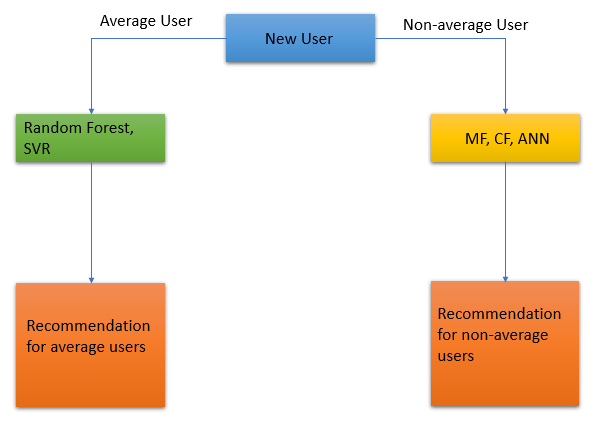 Average User
New User
Non-average User
Random Forest,
SVR
MF, CF, ANN
Recommendation
for average users
Recommendation
for non-average
users